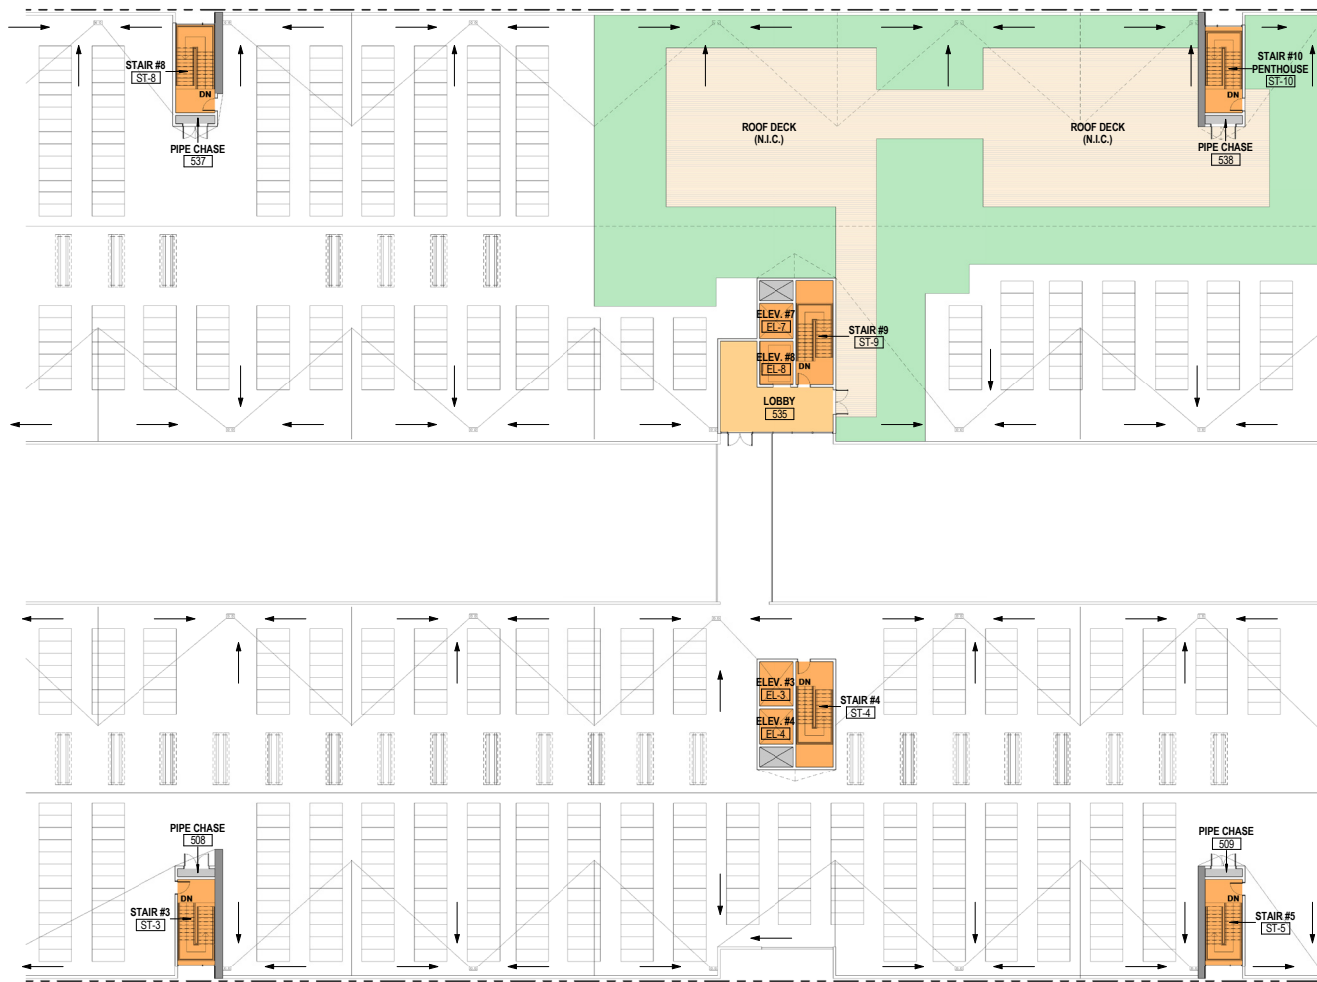 STAIR #8
ST-8
DN
PIPE CHASE
537
ROOF DECK
(N.I.C.)
ROOF DECK
(N.I.C.)
STAIR #10
PENTHOUSE
ST-10
DN
PIPE CHASE
538
ELEV. #7
EL-7
STAIR #9
ST-9
ELEV. #8
EL-8
DN
LOBBY
535
ELEV. #3
EL-3
DN
STAIR #4
ST-4
ELEV. #4
EL-4
PIPE CHASE
508
DN
STAIR #3
ST-3
PIPE CHASE
509
DN
STAIR #5
ST-5